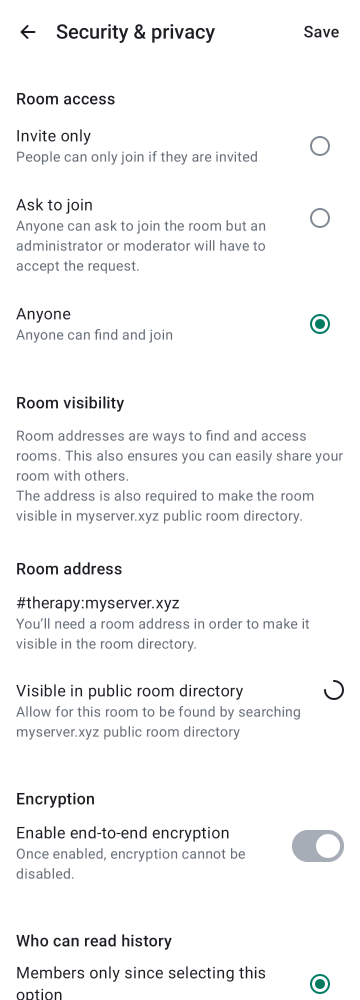 Security & privacy
Save
Room access
Invite only
People can only join if they are invited
Ask to join
Anyone can ask to join the room but an
administrator or moderator will have to
accept the request.
Anyone
Anyone can find and join
Room visibility
Room addresses are ways to find and access
rooms. This also ensures you can easily share your
room with others.
The address is also required to make the room
visible in myserver.xyz public room directory.
Room address
#therapy:myserver.xyz
You’ll need a room address in order to make it
visible in the room directory.
Visible in public room directory
Allow for this room to be found by searching
myserver.xyz public room directory
Encryption
Enable end-to-end encryption
Once enabled, encryption cannot be
disabled.
Who can read history
Members only since selecting this
option